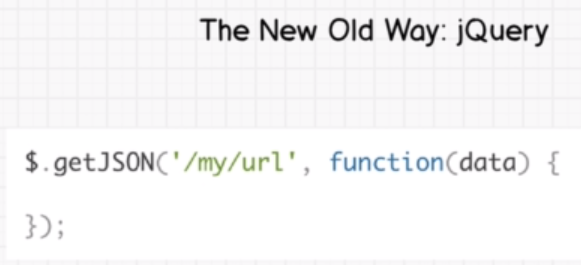 The New Old Way: jQuery
$.getJSON('/my/url', function(data) {
});